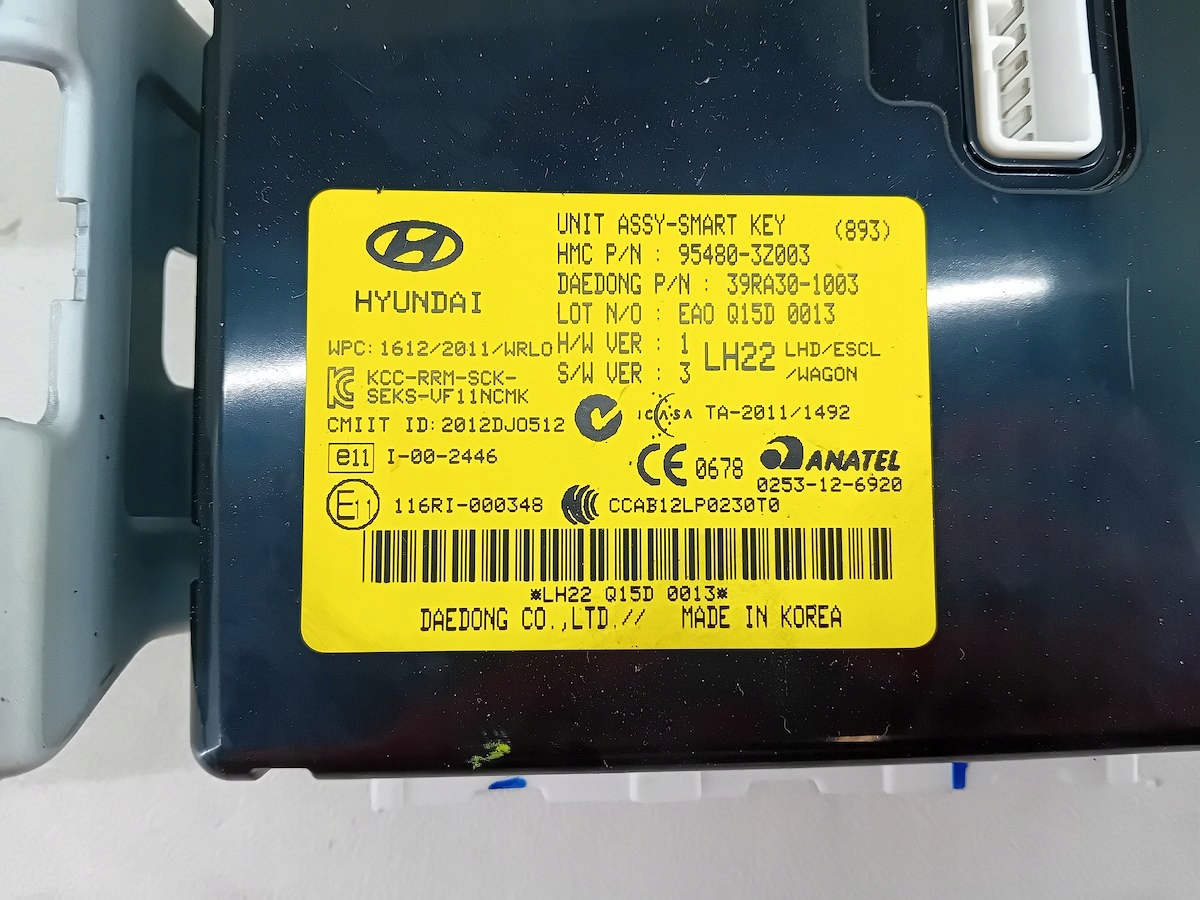 UNIT ASSY-SMART KEY (893)
HMC P/N : 95480-3Z003
HYUNDAI
DAEDONG P/N : 39RA30-1003
LOT N/O : EAO Q15D 0013
WPC:1612/2011/WRLO
H/W VER : 1
S/W VER : 3
LH22
LHD/ESCL
/WAGON
KCC-RRM-SCK-
SEKS-VF11NCMK
CMIIT ID:2012DJ0512
ICASA TA-2011/1492
e11 I-00-2446
CE 0678
ANATEL
0253-12-6920
E11 116RI-000348
CCAB12LP0230T0
*LH22 Q15D 0013*
DAEDONG CO.,LTD.// MADE IN KOREA